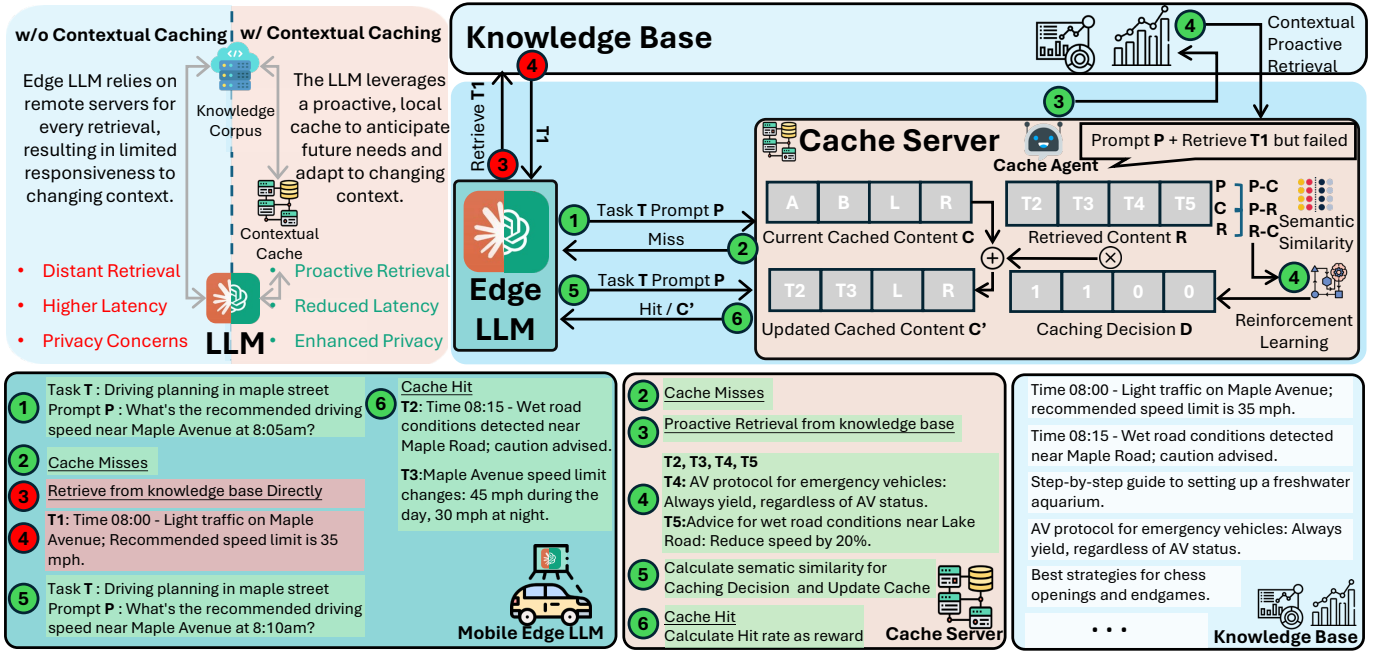 w/o Contextual Caching
Edge LLM relies on
remote servers for
every retrieval,
resulting in limited
responsiveness to
changing context.
• Distant Retrieval
• Higher Latency
• Privacy Concerns
w/ Contextual Caching
Knowledge
Corpus
The LLM leverages
a proactive, local
cache to anticipate
future needs and
adapt to changing
context.
Contextual
Cache
• Proactive Retrieval
• Reduced Latency
• Enhanced Privacy
LLM
Knowledge Base
4
Contextual
Proactive
Retrieval
4
Retrieve T1
T1
3
3
Edge
LLM
1
Task T Prompt P
Miss
2
5
Task T Prompt P
Hit / C’
6
Cache Server
Cache Agent
Prompt P + Retrieve T1 but failed
A B L R
Current Cached Content C
T2 T3 T4 T5
Retrieved Content R
P
C
R
P-C
P-R
R-C
Semantic
Similarity
4
T2 T3 L R
Updated Cached Content C’
1 1 0 0
Caching Decision D
Reinforcement
Learning
1
Task T : Driving planning in maple street
Prompt P : What's the recommended driving
speed near Maple Avenue at 8:05am?
2
Cache Misses
3
Retrieve from knowledge base Directly
4
T1: Time 08:00 - Light traffic on Maple
Avenue; Recommended speed limit is 35
mph.
5
Task T : Driving planning in maple street
Prompt P : What's the recommended driving
speed near Maple Avenue at 8:10am?
6
Cache Hit
T2: Time 08:15 - Wet road
conditions detected near
Maple Road; caution advised.
T3:Maple Avenue speed limit
changes: 45 mph during the
day, 30 mph at night.
Mobile Edge LLM
2
Cache Misses
3
Proactive Retrieval from knowledge base
4
T2, T3, T4, T5
T4: AV protocol for emergency vehicles:
Always yield, regardless of AV status.
T5:Advice for wet road conditions near Lake
Road: Reduce speed by 20%.
5
Calculate sematic similarity for
Caching Decision and Update Cache
6
Cache Hit
Calculate Hit rate as reward
Cache Server
Time 08:00 - Light traffic on Maple Avenue;
recommended speed limit is 35 mph.
Time 08:15 - Wet road conditions detected
near Maple Road; caution advised.
Step-by-step guide to setting up a freshwater
aquarium.
AV protocol for emergency vehicles: Always
yield, regardless of AV status.
Best strategies for chess
openings and endgames.
• • •
Knowledge Base